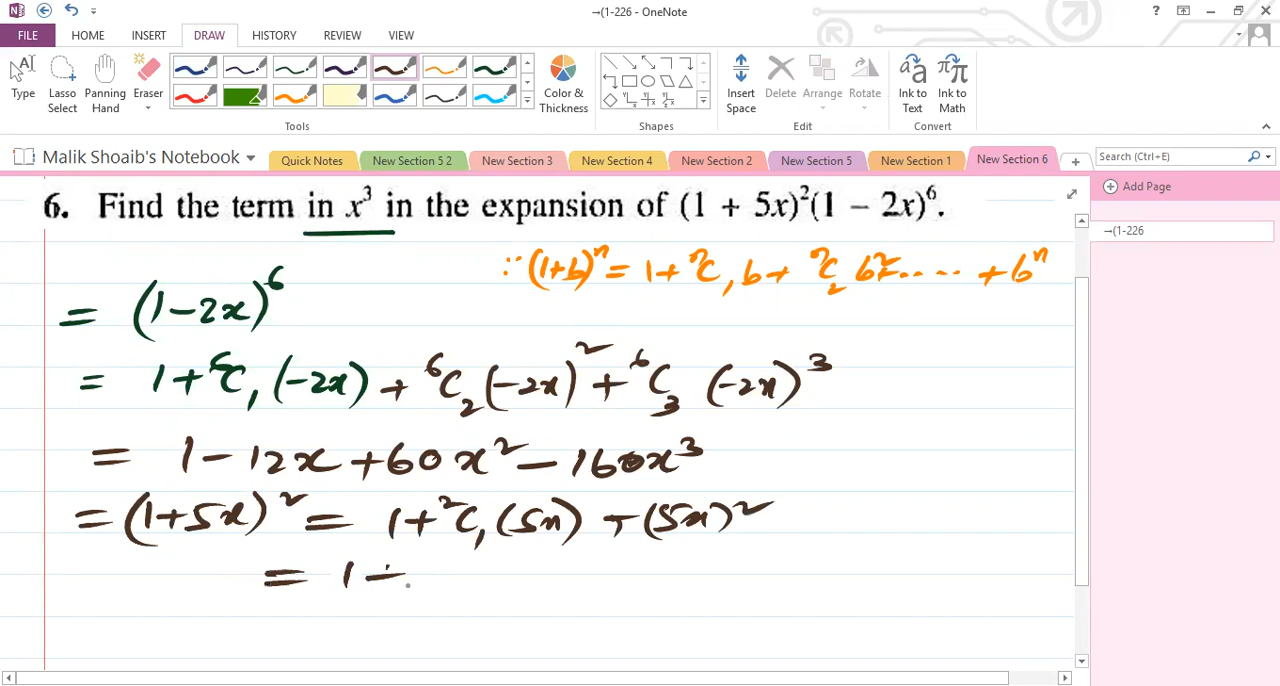 →(1-226 - OneNote
FILE HOME INSERT DRAW HISTORY REVIEW VIEW
Type Lasso Select Panning Hand Eraser Color & Thickness Insert Space Delete Arrange Rotate Ink to Text Ink to Math
Tools Shapes Edit Convert
Malik Shoaib's Notebook Quick Notes New Section 5 2 New Section 3 New Section 4 New Section 2 New Section 5 New Section 1 New Section 6 Search (Ctrl+E)
Add Page
→(1-226
6. Find the term in x³ in the expansion of (1 + 5x)²(1 − 2x)⁶.
∵ (1+b)ⁿ = 1 + ⁿC₁ b + ⁿC₂ b² ..... + bⁿ
= (1-2x)⁶
= 1 + ⁶C₁ (-2x) + ⁶C₂ (-2x)² + ⁶C₃ (-2x)³
= 1 - 12x + 60x² - 160x³
= (1+5x)² = 1 + ²C₁ (5x) + (5x)²
= 1 +